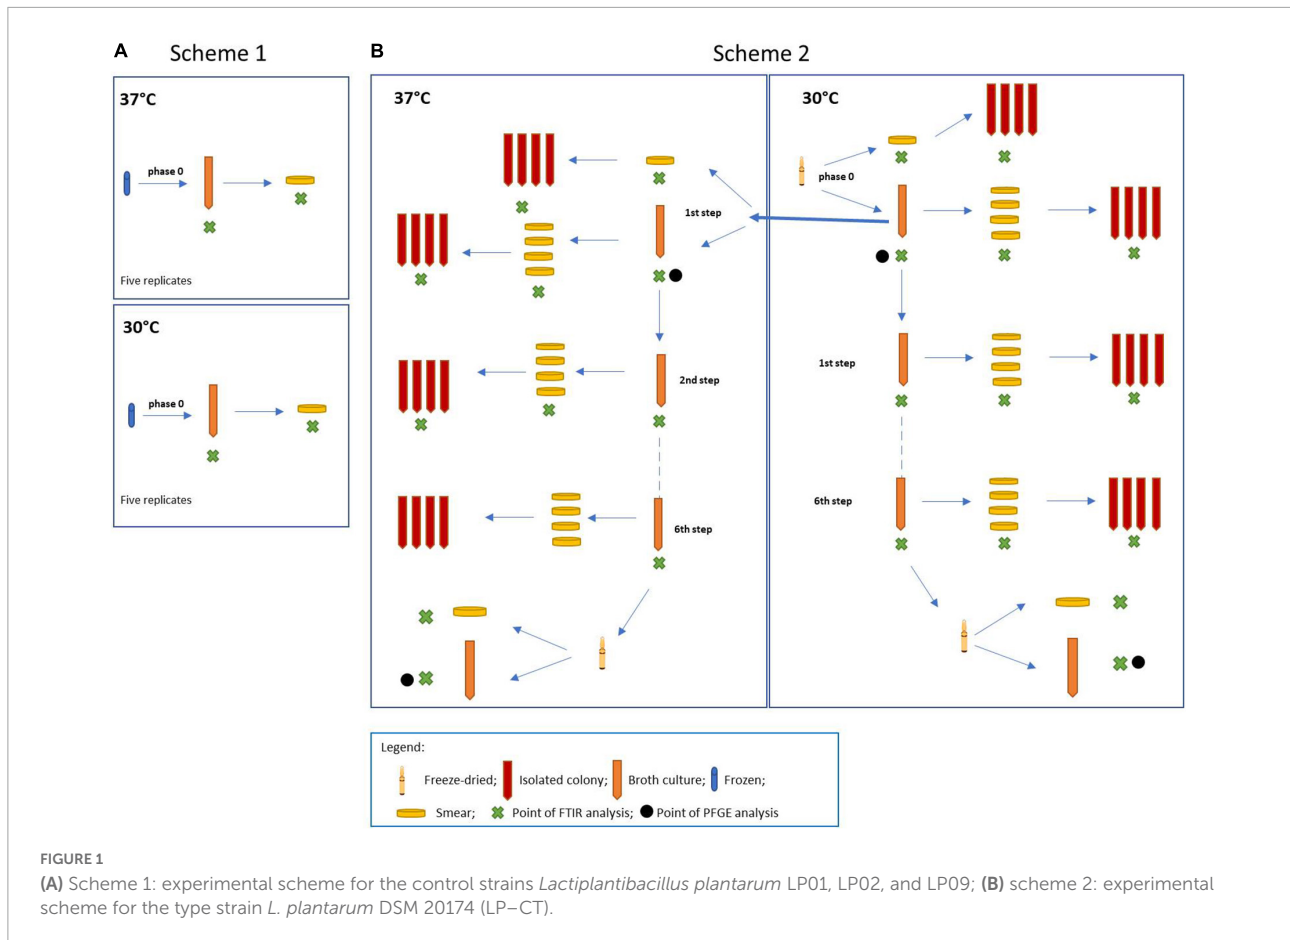 A
Scheme 1
37°C
phase 0
Five replicates
30°C
phase 0
Five replicates
B
Scheme 2
37°C
1st step
2nd step
6th step
30°C
phase 0
1st step
6th step
Legend:
Freeze-dried; Isolated colony; Broth culture; Frozen;
Smear; Point of FTIR analysis; Point of PFGE analysis
FIGURE 1
(A) Scheme 1: experimental scheme for the control strains Lactiplantibacillus plantarum LP01, LP02, and LP09; (B) scheme 2: experimental
scheme for the type strain L. plantarum DSM 20174 (LP–CT).